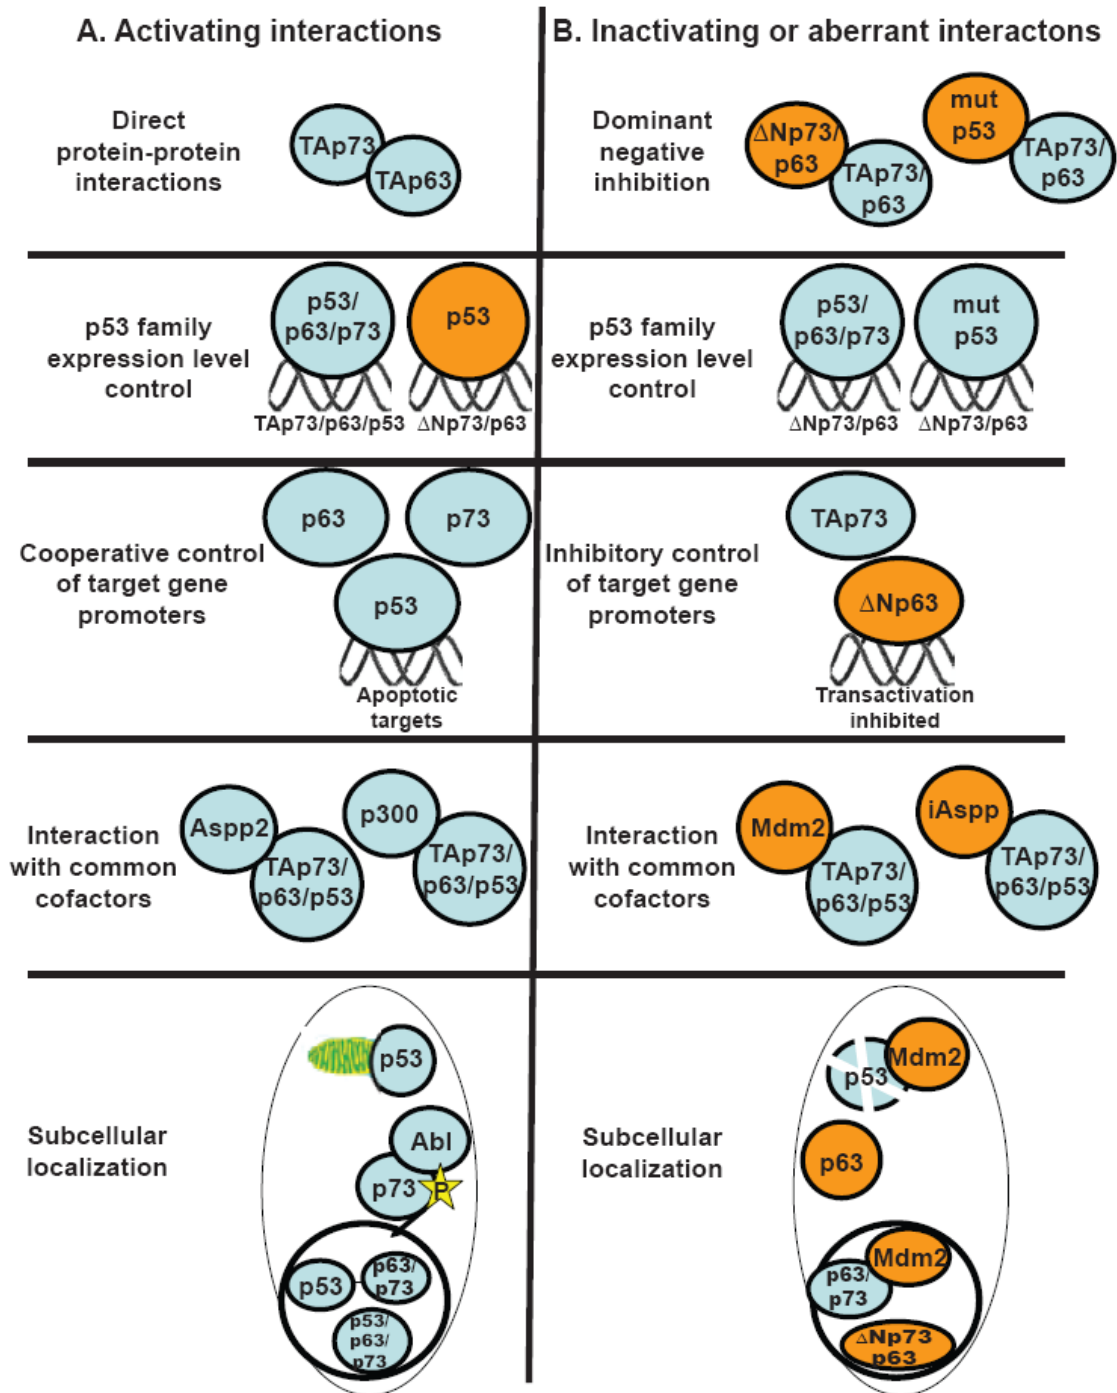 A. Activating interactions
B. Inactivating or aberrant interactons
Direct
protein-protein
interactions
TAp73
TAp63
Dominant
negative
inhibition
ΔNp73/
p63
TAp73/
p63
mut
p53
TAp73/
p63
p53 family
expression level
control
p53/
p63/p73
TAp73/p63/p53
p53
ΔNp73/p63
p53 family
expression level
control
p53/
p63/p73
ΔNp73/p63
mut
p53
ΔNp73/p63
Cooperative control
of target gene
promoters
p63
p73
p53
Apoptotic
targets
Inhibitory control
of target gene
promoters
TAp73
ΔNp63
Transactivation
inhibited
Interaction
with common
cofactors
Aspp2
TAp73/
p63/p53
p300
TAp73/
p63/p53
Interaction
with common
cofactors
Mdm2
TAp73/
p63/p53
iAspp
TAp73/
p63/p53
Subcellular
localization
p53
Abl
p73
P
p53
p63/
p73
p53/
p63/
p73
Subcellular
localization
p53
Mdm2
p63
Mdm2
p63/
p73
ΔNp73
p63